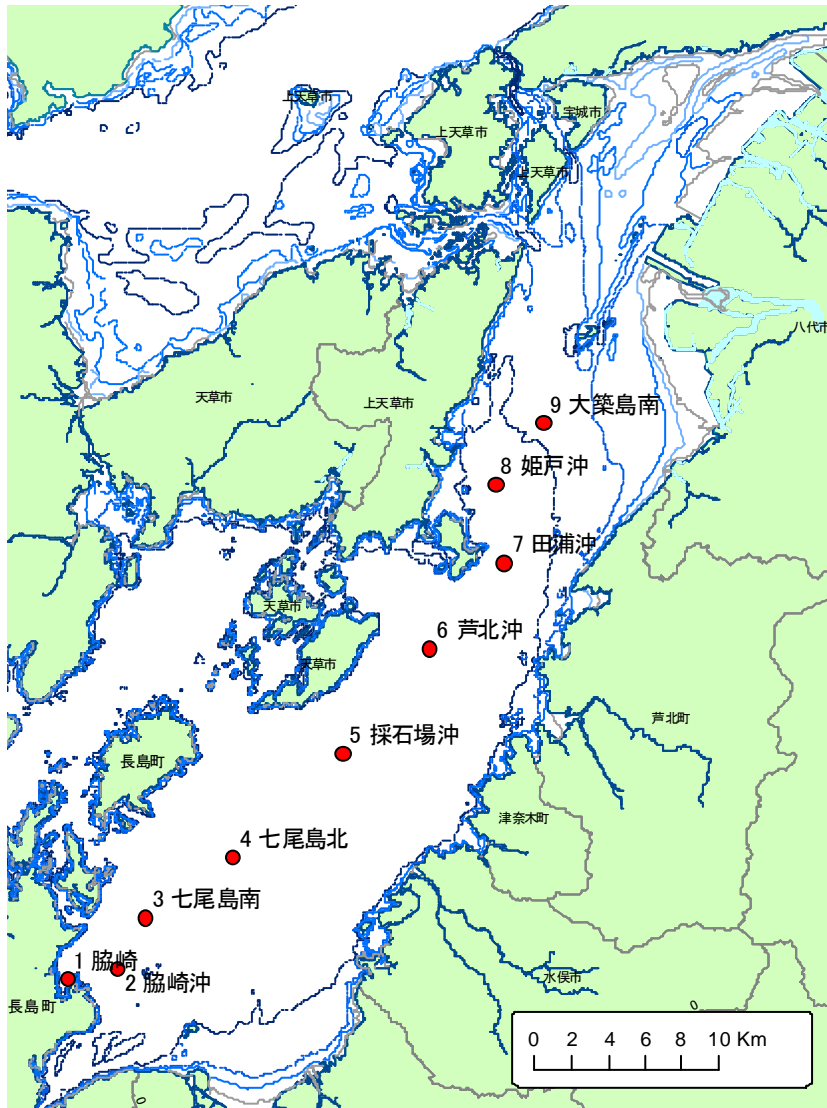 上天草市
宇城市
上天草市
上天草市
八代市
天草市
上天草市
9 大築島南
8 姫戸沖
7 田浦沖
天草市
6 芦北沖
天草市
芦北町
5 採石場沖
長島町
津奈木町
4 七尾島北
3 七尾島南
1 脇崎
2 脇崎沖
水俣市
長島町
0
0 2 4 6 8 10 Km
0